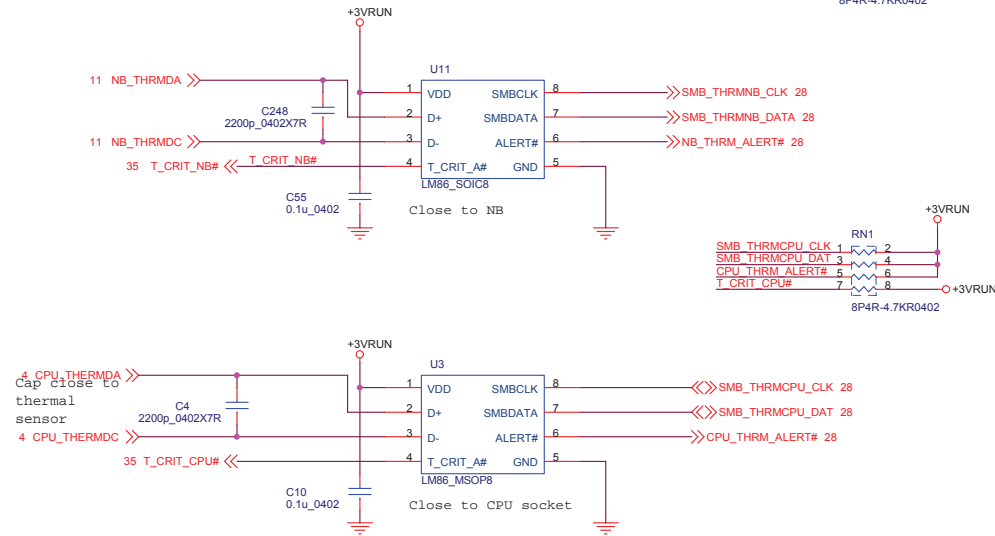 8P4R-4.7KR0402
+3VRUN
U11
11 NB_THRMDA
1 VDD SMBCLK 8 SMB_THRMNB_CLK 28
C248
2200p_0402X7R
2 D+ SMBDATA 7 SMB_THRMNB_DATA 28
11 NB_THRMDC
3 D- ALERT# 6 NB_THRM_ALERT# 28
35 T_CRIT_NB# T_CRIT_NB#
4 T_CRIT_A# GND 5
LM86_SOIC8
C55
0.1u_0402
Close to NB
+3VRUN
RN1
SMB_THRMCPU_CLK 1 2
SMB_THRMCPU_DAT 3 4
CPU_THRM_ALERT# 5 6
T_CRIT_CPU# 7 8 +3VRUN
8P4R-4.7KR0402
+3VRUN
U3
4 CPU_THERMDA
Cap close to
thermal
sensor
1 VDD SMBCLK 8 SMB_THRMCPU_CLK 28
C4
2200p_0402X7R
2 D+ SMBDATA 7 SMB_THRMCPU_DAT 28
4 CPU_THERMDC
3 D- ALERT# 6 CPU_THRM_ALERT# 28
35 T_CRIT_CPU#
4 T_CRIT_A# GND 5
LM86_MSOP8
C10
0.1u_0402
Close to CPU socket